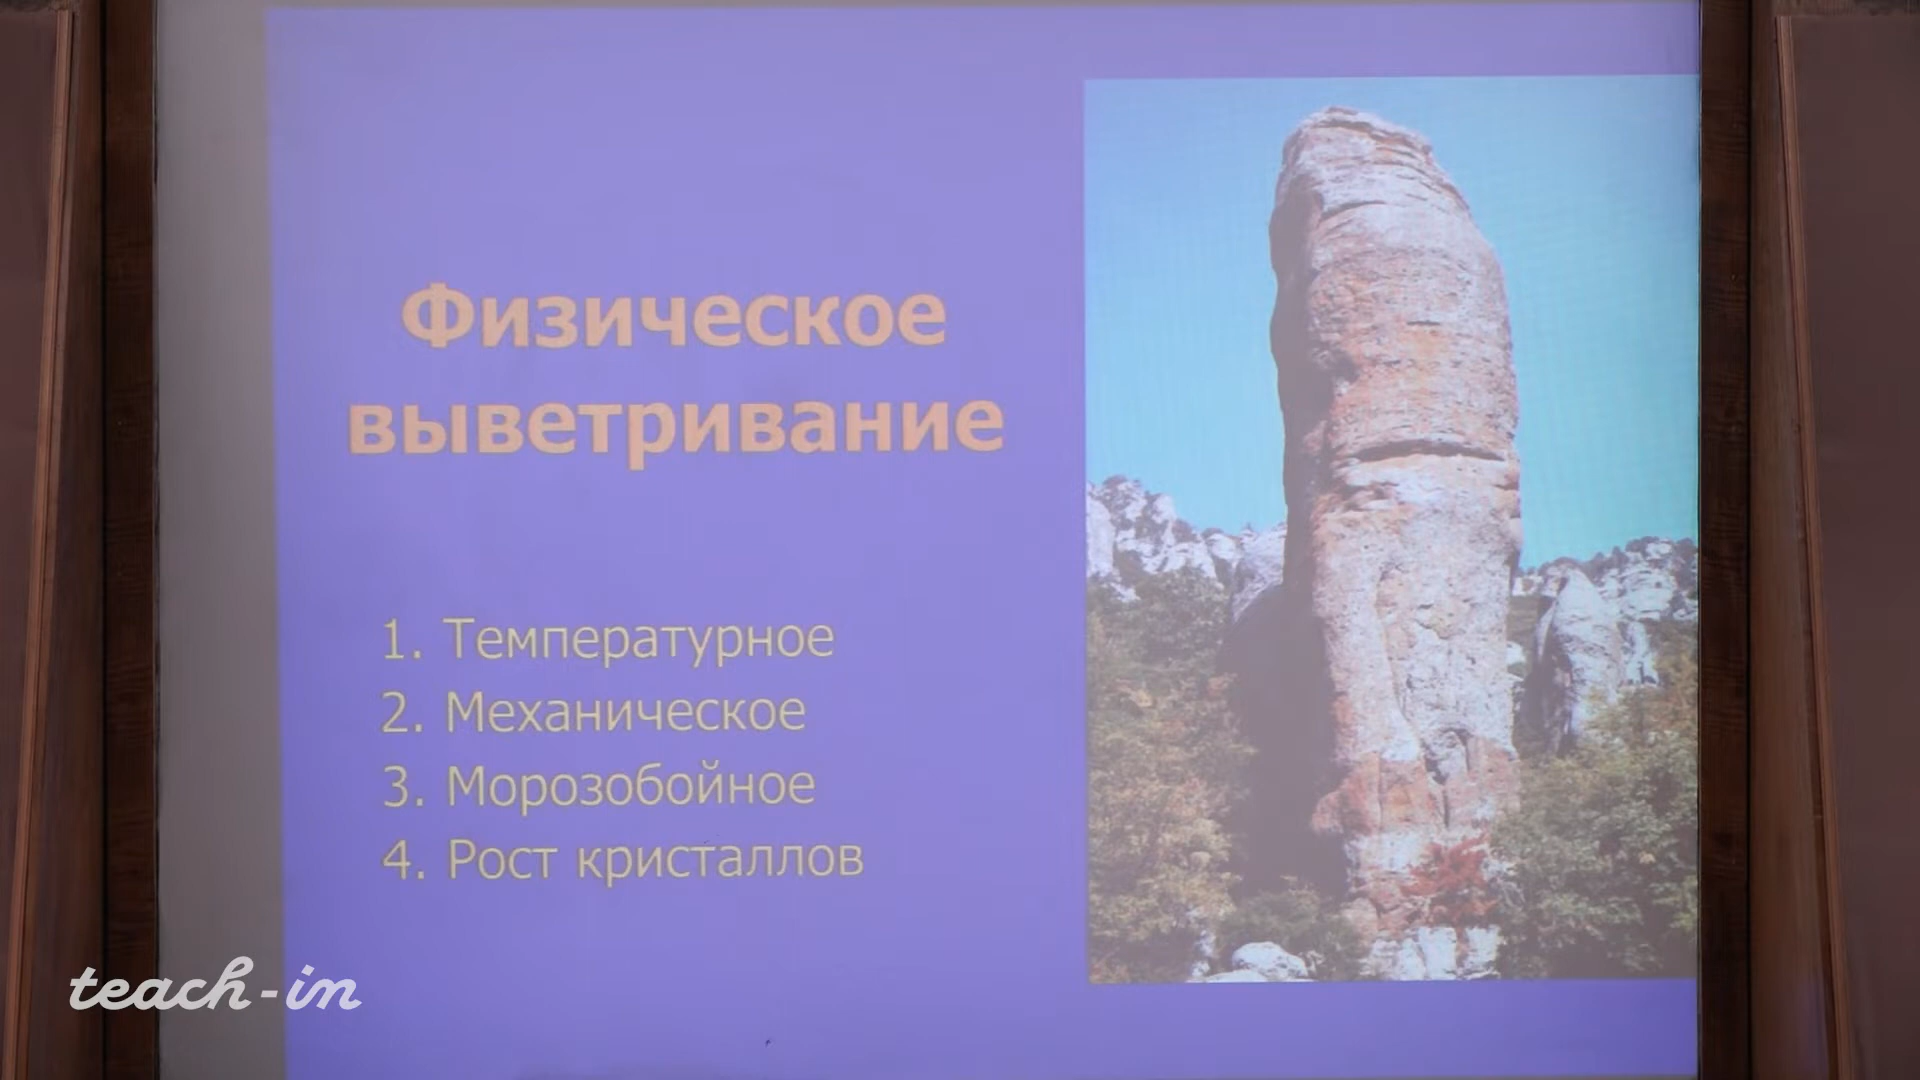 Физическое
выветривание
1. Температурное
2. Механическое
3. Морозобойное
4. Рост кристаллов
teach-in